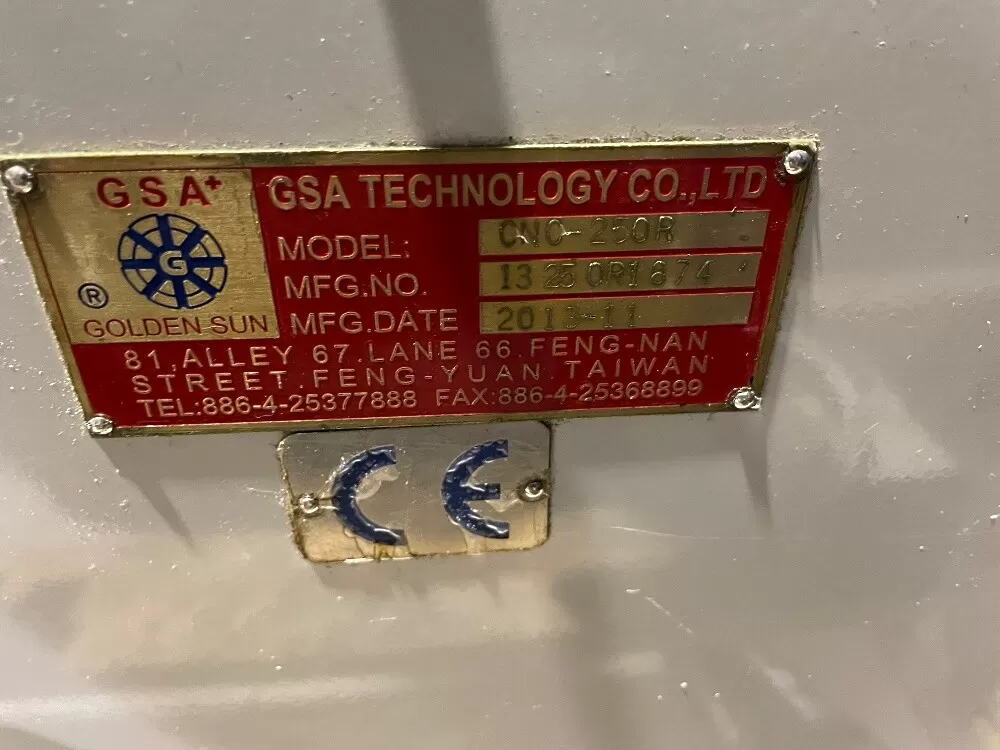 GSA+
G
®
GOLDEN SUN
GSA TECHNOLOGY CO.,LTD
MODEL: CNC-250R
MFG.NO. 13250R1674
MFG.DATE 2013-11
81,ALLEY 67.LANE 66.FENG-NAN
STREET.FENG-YUAN.TAIWAN
TEL:886-4-25377888 FAX:886-4-25368899
CE